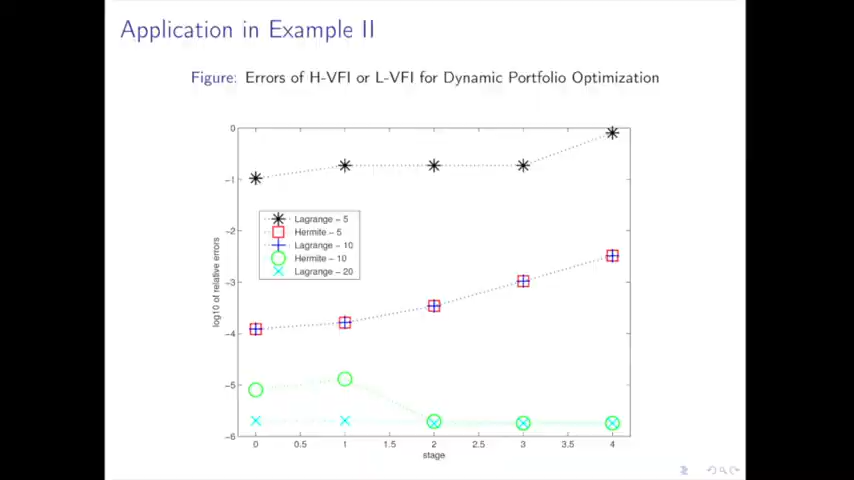 Application in Example II
Figure: Errors of H-VFI or L-VFI for Dynamic Portfolio Optimization
0
−1
−2
−3
−4
−5
−6
log10 of relative errors
Lagrange − 5
Hermite − 5
Lagrange − 10
Hermite − 10
Lagrange − 20
0 0.5 1 1.5 2 2.5 3 3.5 4
stage